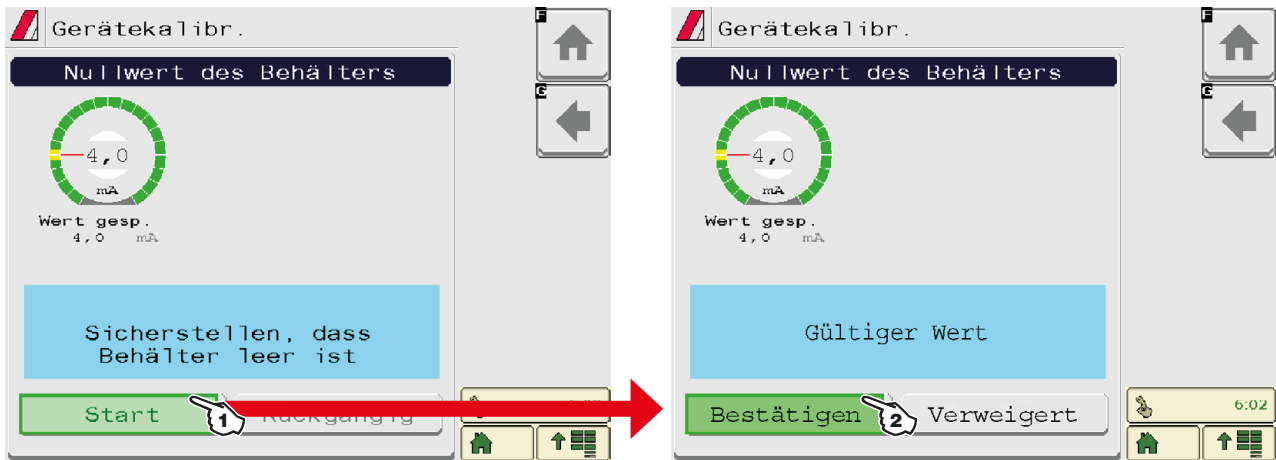 Gerätekalibr.
F
Nullwert des Behälters
G
4,0
mA
Wert gesp.
4,0 mA
Sicherstellen, dass
Behälter leer ist
Start
1
Rückgängig
Gerätekalibr.
F
Nullwert des Behälters
G
4,0
mA
Wert gesp.
4,0 mA
Gültiger Wert
Bestätigen
2
Verweigert
6:02